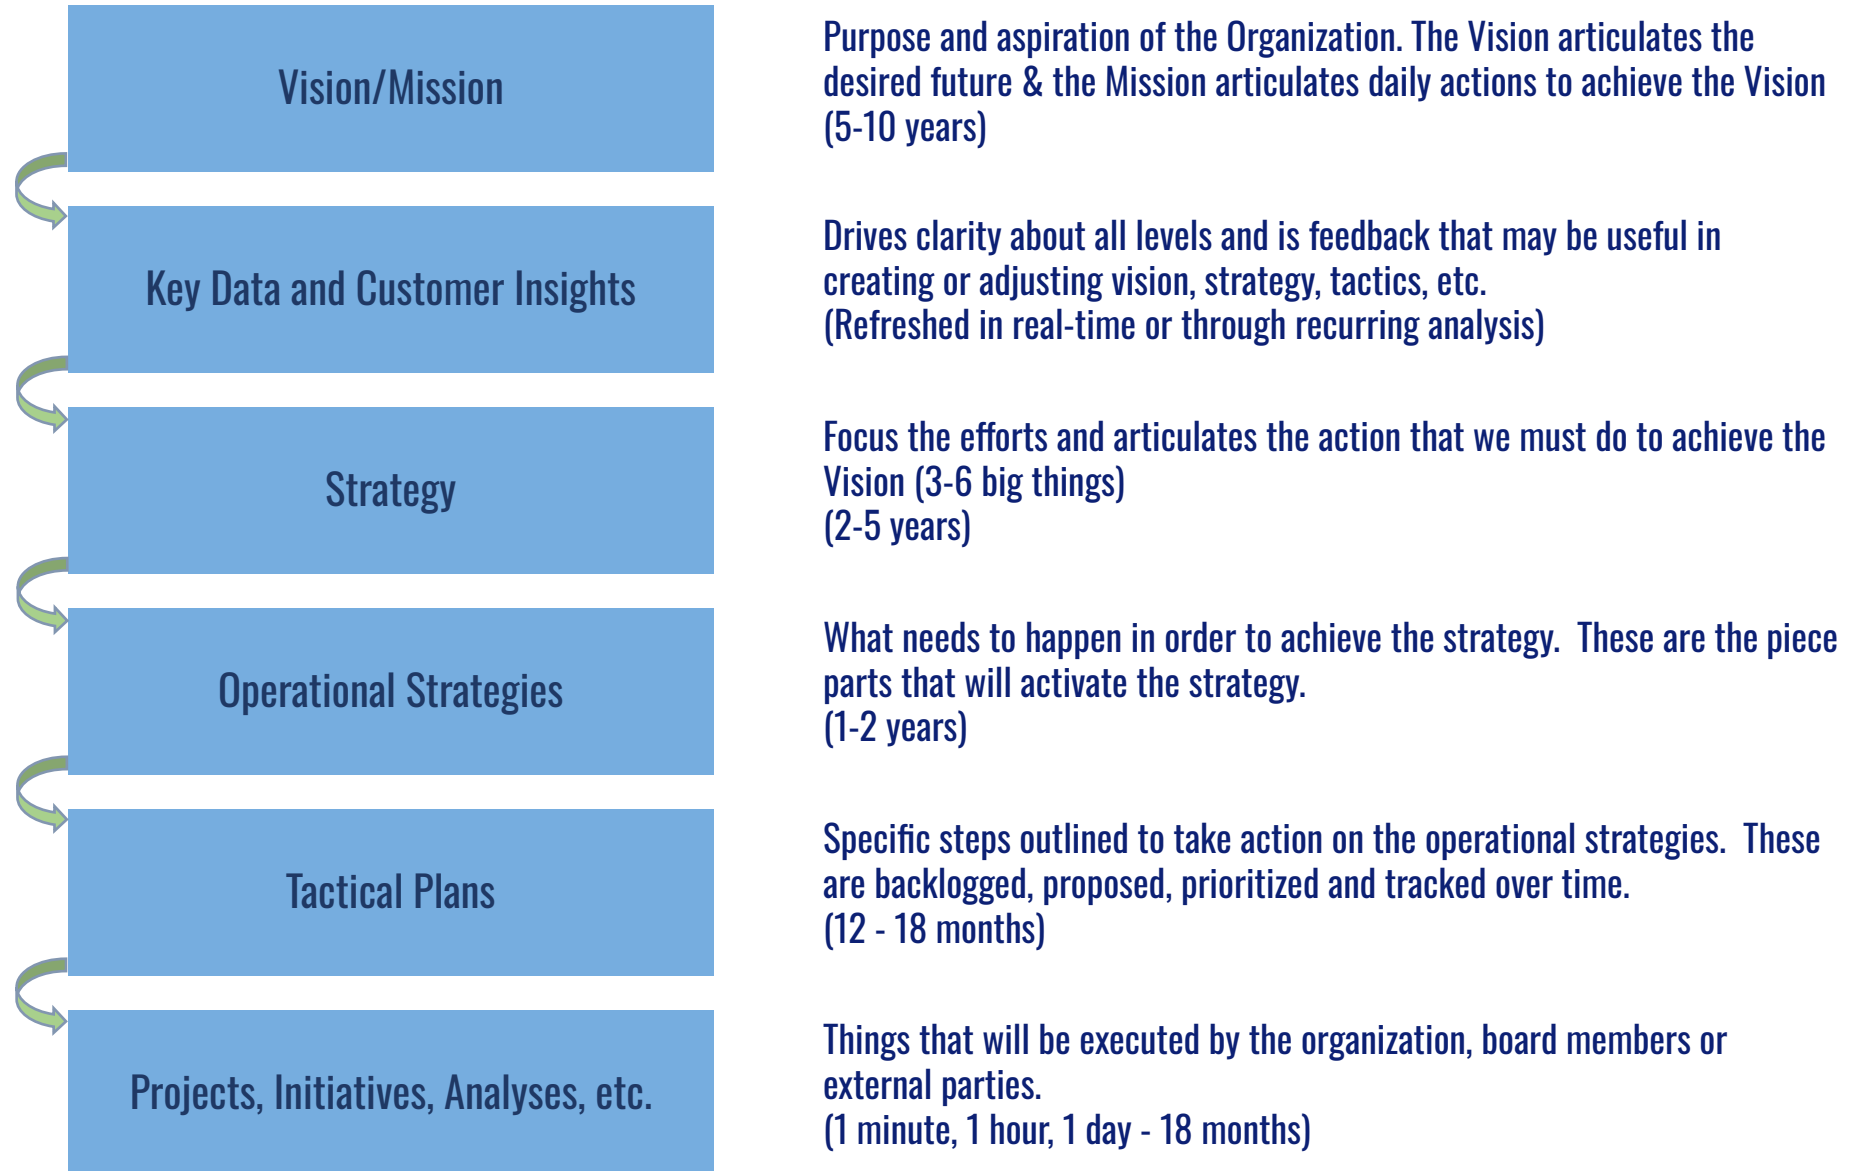 Vision/Mission
Purpose and aspiration of the Organization. The Vision articulates the
desired future & the Mission articulates daily actions to achieve the Vision
(5-10 years)
Key Data and Customer Insights
Drives clarity about all levels and is feedback that may be useful in
creating or adjusting vision, strategy, tactics, etc.
(Refreshed in real-time or through recurring analysis)
Strategy
Focus the efforts and articulates the action that we must do to achieve the
Vision (3-6 big things)
(2-5 years)
Operational Strategies
What needs to happen in order to achieve the strategy.  These are the piece
parts that will activate the strategy.
(1-2 years)
Tactical Plans
Specific steps outlined to take action on the operational strategies.  These
are backlogged, proposed, prioritized and tracked over time.
(12 - 18 months)
Projects, Initiatives, Analyses, etc.
Things that will be executed by the organization, board members or
external parties.
(1 minute, 1 hour, 1 day - 18 months)